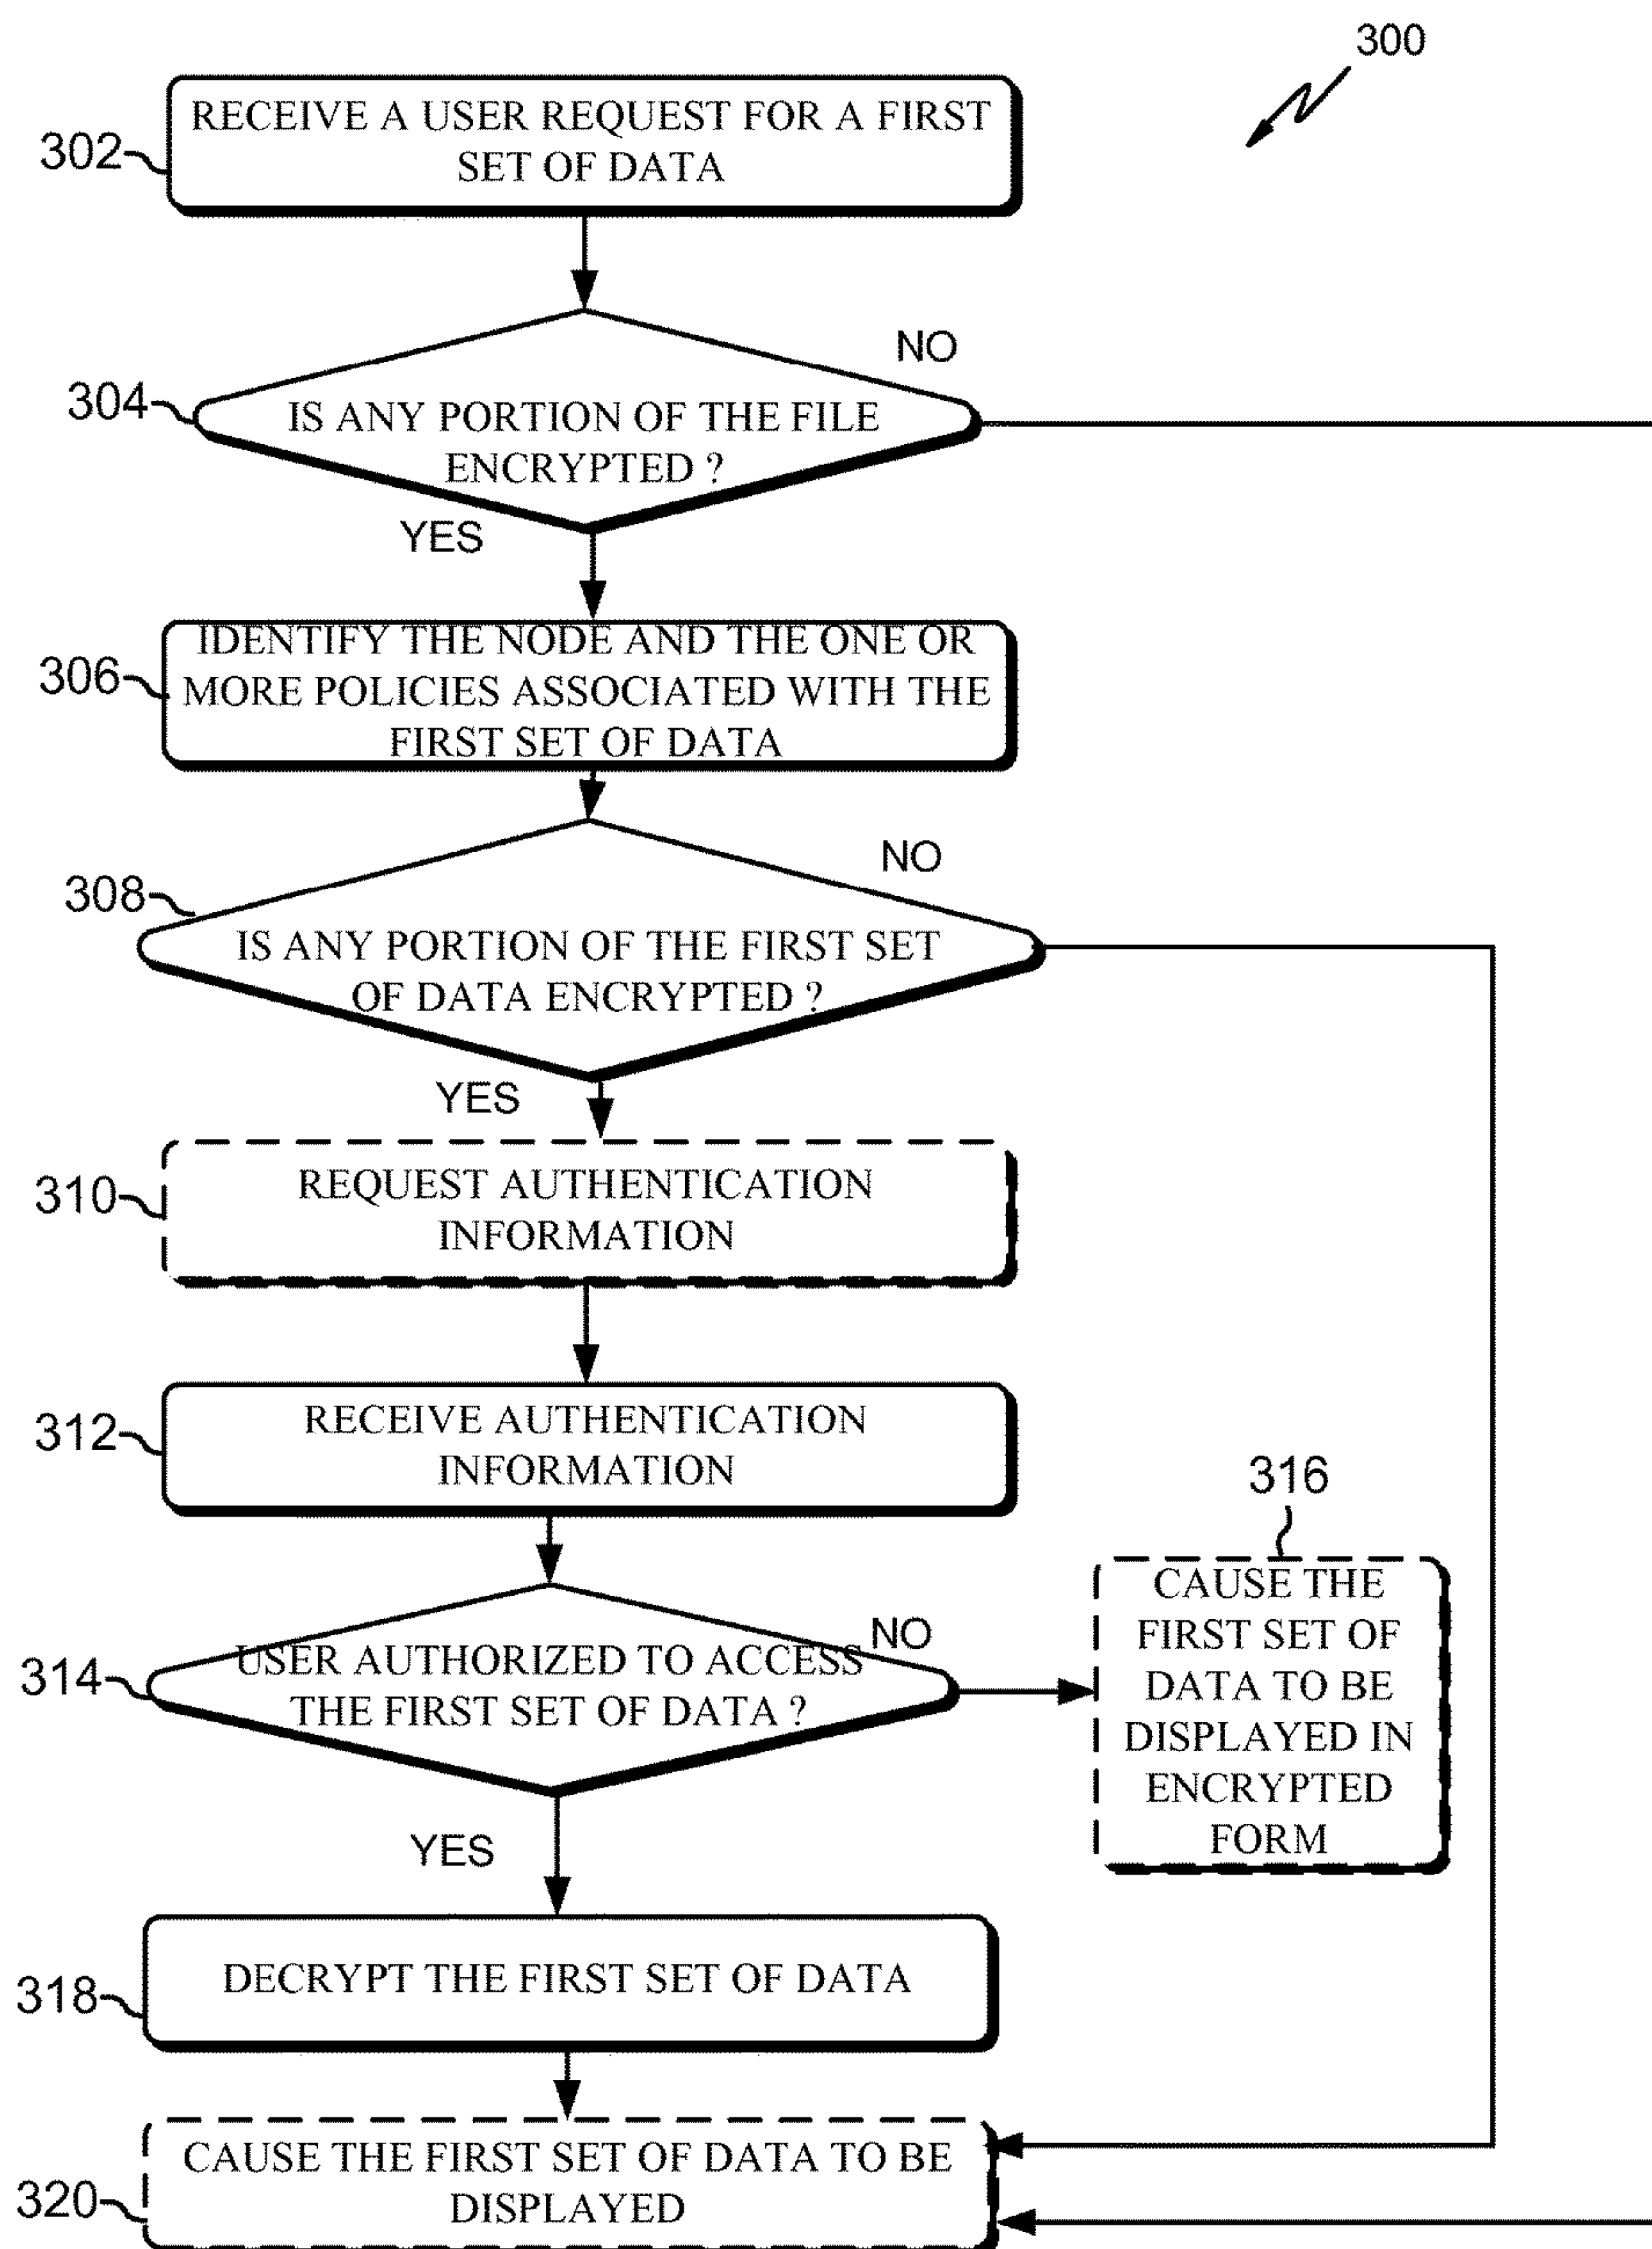 300
RECEIVE A USER REQUEST FOR A FIRST
SET OF DATA
302
NO
304
IS ANY PORTION OF THE FILE
ENCRYPTED ?
YES
IDENTIFY THE NODE AND THE ONE OR
MORE POLICIES ASSOCIATED WITH THE
FIRST SET OF DATA
306
NO
308
IS ANY PORTION OF THE FIRST SET
OF DATA ENCRYPTED ?
YES
REQUEST AUTHENTICATION
INFORMATION
310
RECEIVE AUTHENTICATION
INFORMATION
312
316
CAUSE THE
FIRST SET OF
DATA TO BE
DISPLAYED IN
ENCRYPTED
FORM
NO
USER AUTHORIZED TO ACCESS
THE FIRST SET OF DATA ?
314
YES
DECRYPT THE FIRST SET OF DATA
318
CAUSE THE FIRST SET OF DATA TO BE
DISPLAYED
320